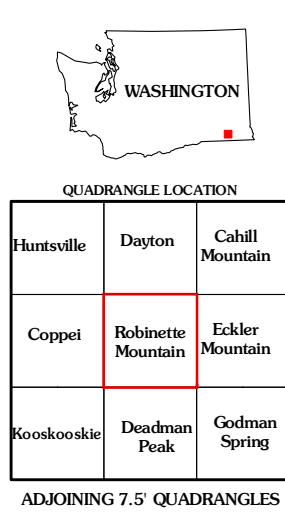 WASHINGTON
QUADRANGLE LOCATION
Huntsville
Dayton
Cahill
Mountain
Coppei
Robinette
Mountain
Eckler
Mountain
Kooskooskie
Deadman
Peak
Godman
Spring
ADJOINING 7.5' QUADRANGLES